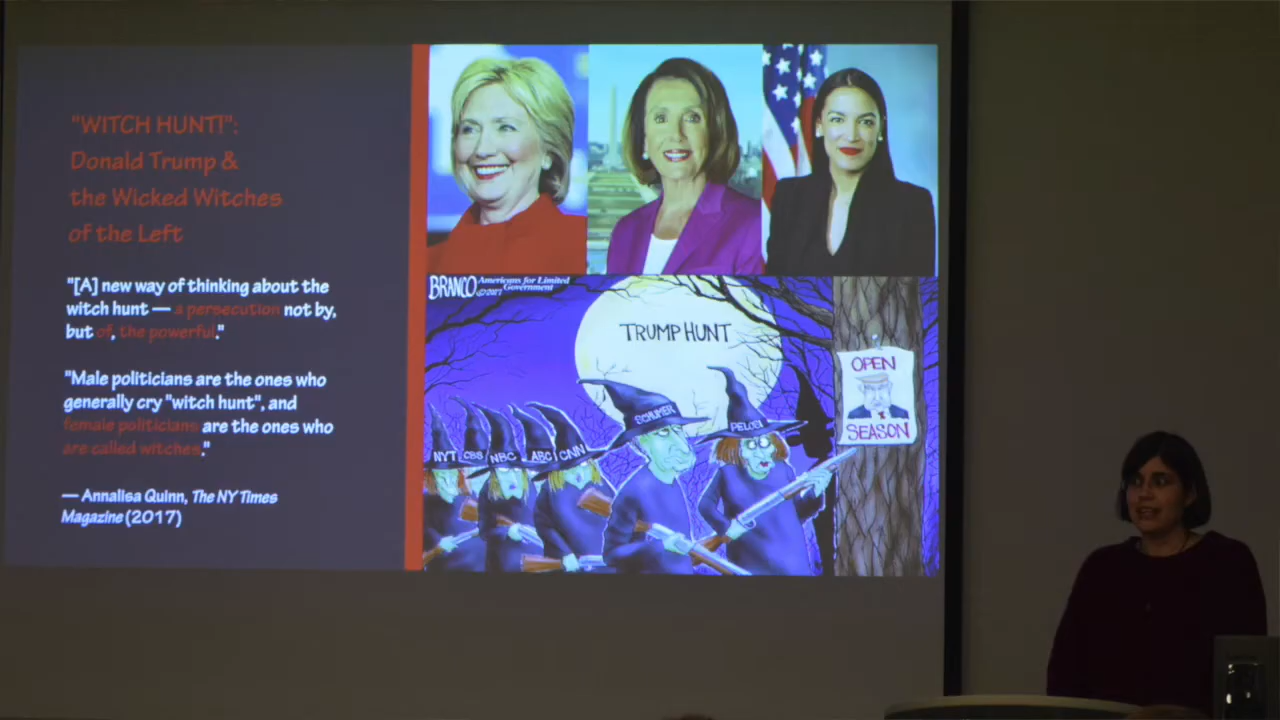 "WITCH HUNT!":
Donald Trump &
the Wicked Witches
of the Left
"[A] new way of thinking about the
witch hunt — a persecution not by,
but of, the powerful."
"Male politicians are the ones who
generally cry "witch hunt", and
female politicians are the ones who
are called witches."
— Annalisa Quinn, The NY Times
Magazine (2017)
BRANCO Americans for Limited
Government
©2017
TRUMP HUNT
OPEN
SEASON
SCHUMER
PELOSI
NYT CBS NBC ABC CNN